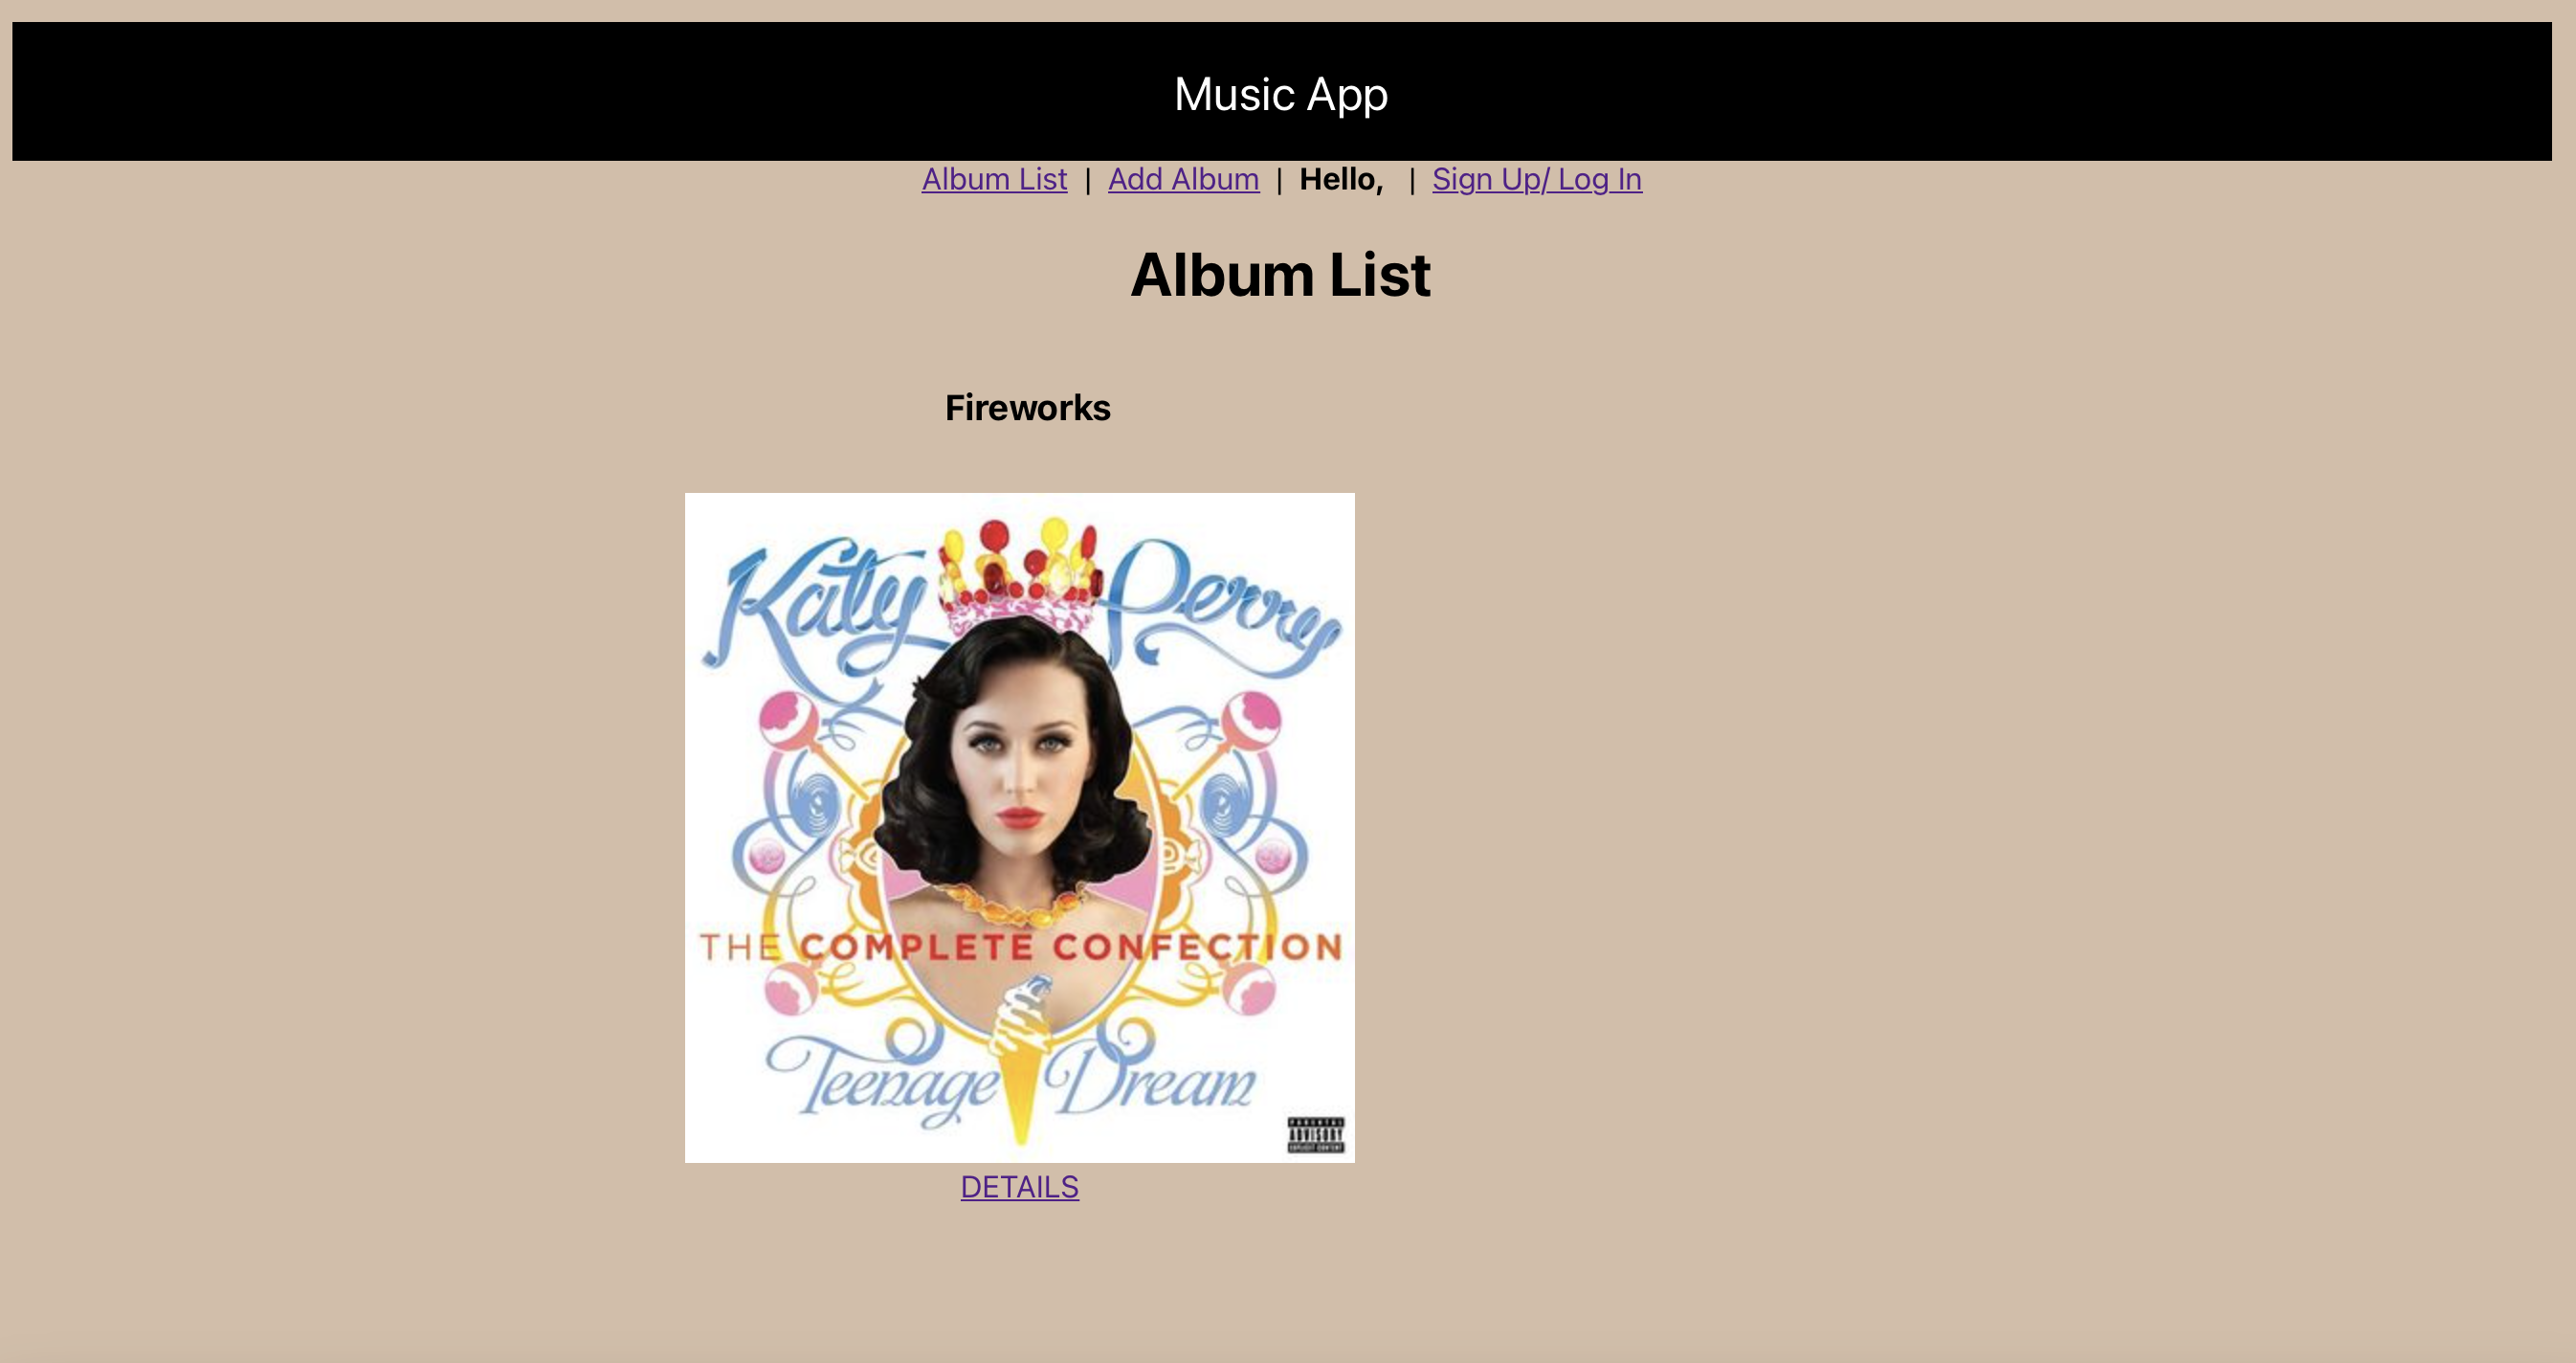 Music App
Album List | Add Album | Hello, | Sign Up/ Log In
Album List
Fireworks
Katy Perry
THE COMPLETE CONFECTION
Teenage Dream
PARENTAL
ADVISORY
EXPLICIT CONTENT
DETAILS